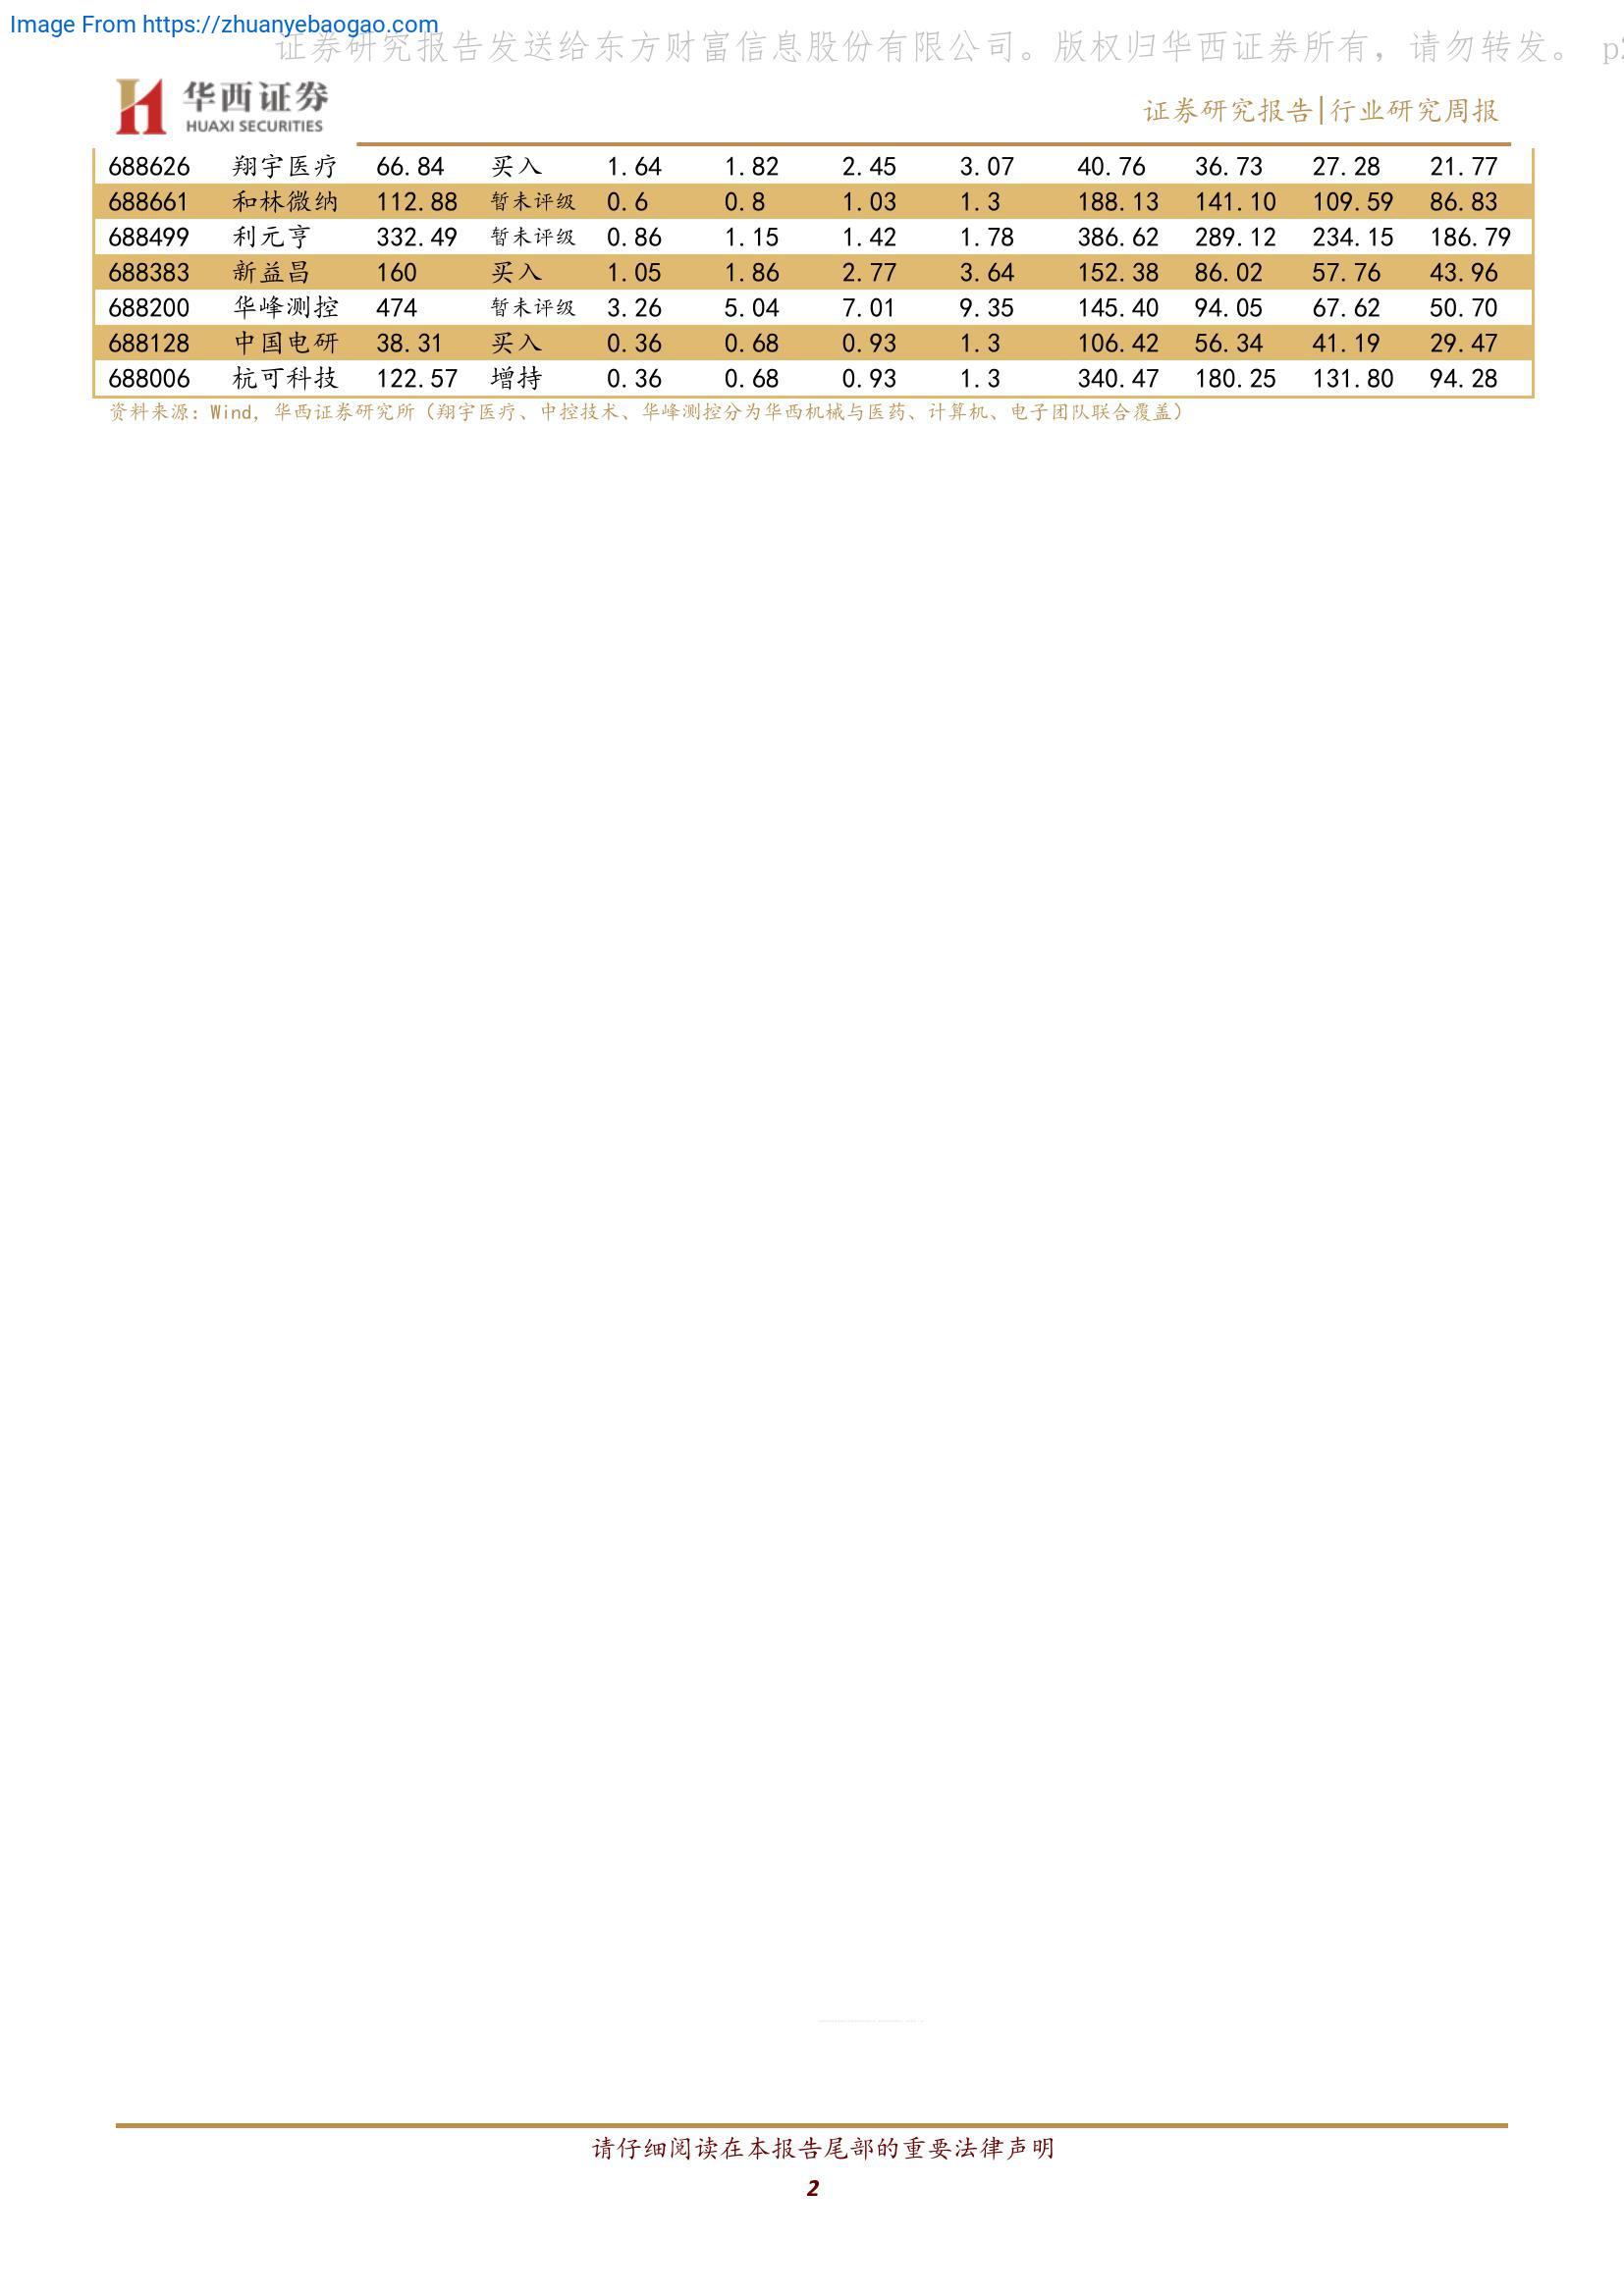 Image From https://zhuanyebaogao.com
证券研究报告发送给东方财富信息股份有限公司。版权归华西证券所有，请勿转发。 p2
华西证券
HUAXI SECURITIES
证券研究报告|行业研究周报
688626 翔宇医疗 66.84 买入 1.64 1.82 2.45 3.07 40.76 36.73 27.28 21.77
688661 和林微纳 112.88 暂未评级 0.6 0.8 1.03 1.3 188.13 141.10 109.59 86.83
688499 利元亨 332.49 暂未评级 0.86 1.15 1.42 1.78 386.62 289.12 234.15 186.79
688383 新益昌 160 买入 1.05 1.86 2.77 3.64 152.38 86.02 57.76 43.96
688200 华峰测控 474 暂未评级 3.26 5.04 7.01 9.35 145.40 94.05 67.62 50.70
688128 中国电研 38.31 买入 0.36 0.68 0.93 1.3 106.42 56.34 41.19 29.47
688006 杭可科技 122.57 增持 0.36 0.68 0.93 1.3 340.47 180.25 131.80 94.28
资料来源：Wind, 华西证券研究所（翔宇医疗、中控技术、华峰测控分为华西机械与医药、计算机、电子团队联合覆盖）
请仔细阅读在本报告尾部的重要法律声明
2